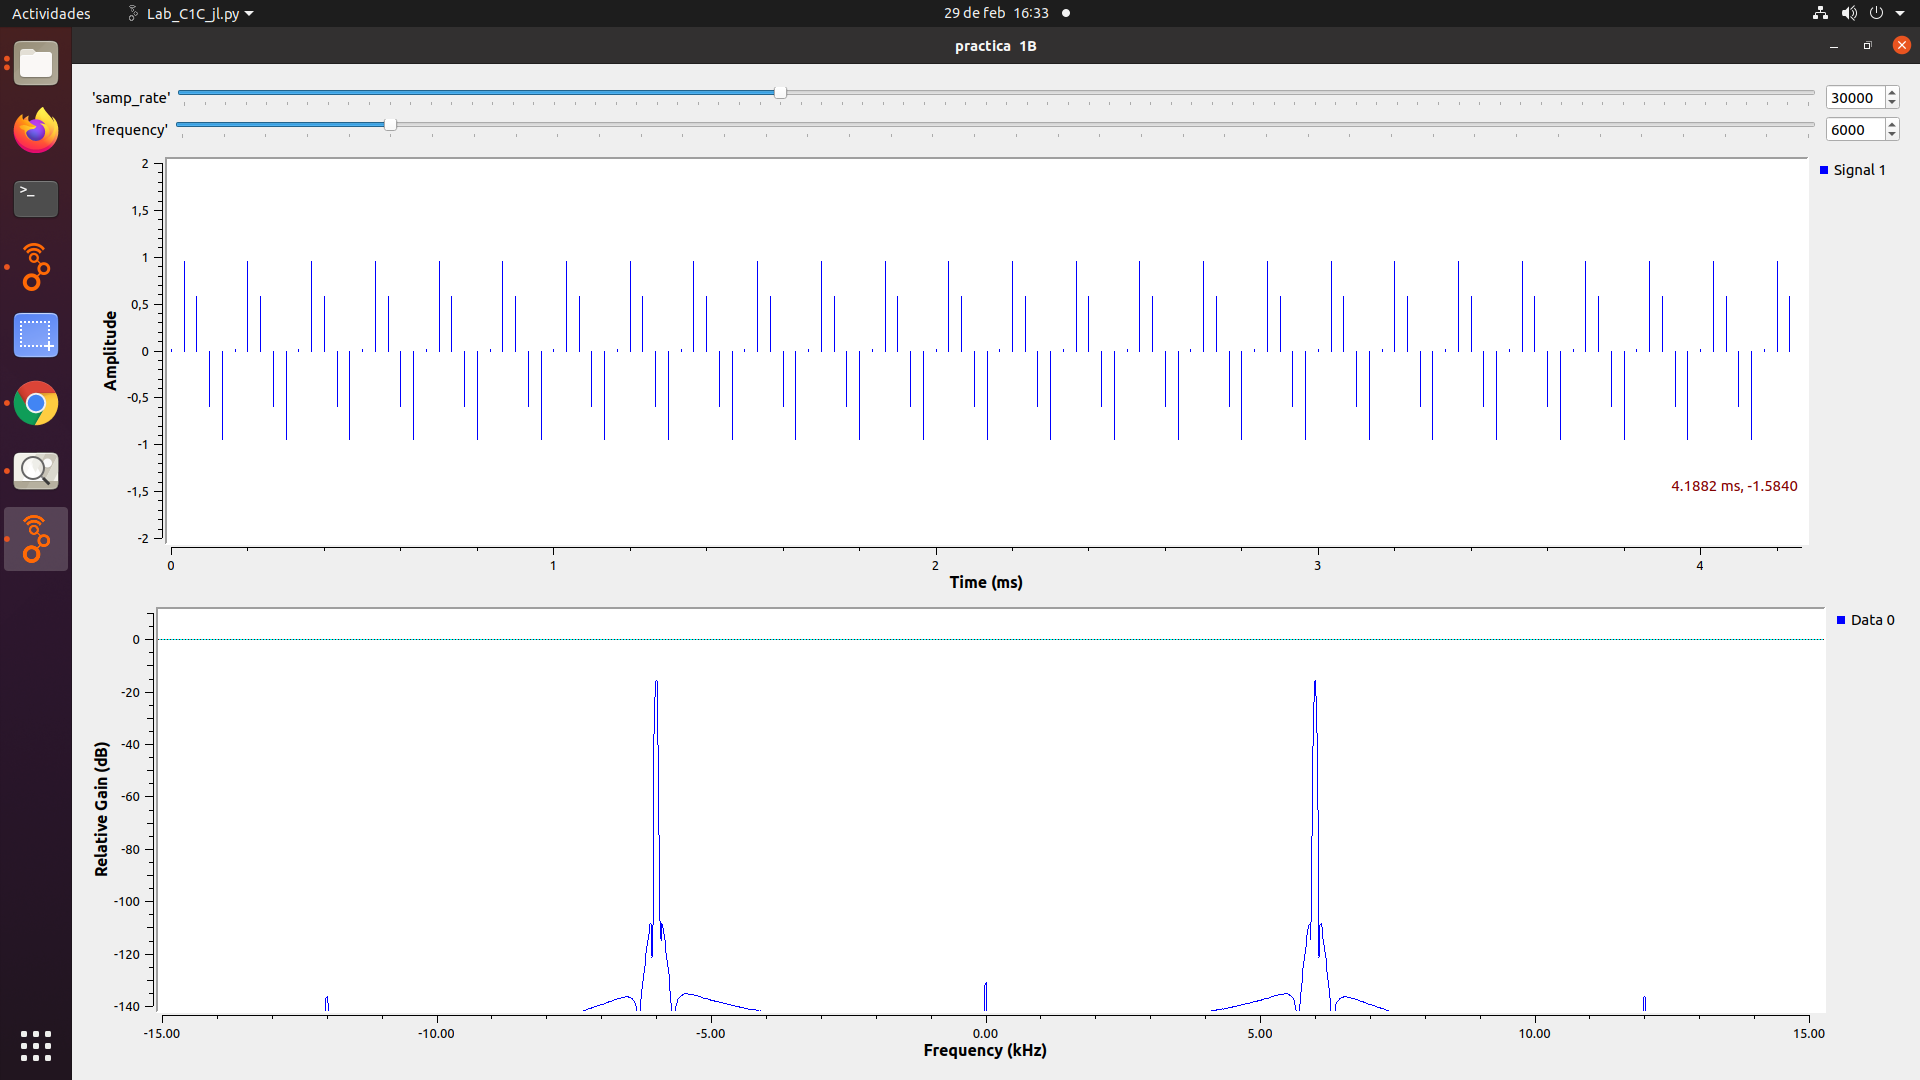 Actividades
Lab_C1C_jl.py
29 de feb 16:33
practica 1B
'samp_rate'
30000
'frequency'
6000
2
1,5
1
0,5
0
-0,5
-1
-1,5
-2
Amplitude
Signal 1
4.1882 ms, -1.5840
0 1 2 3 4
Time (ms)
0
-20
-40
-60
-80
-100
-120
-140
Relative Gain (dB)
Data 0
-15.00 -10.00 -5.00 0.00 5.00 10.00 15.00
Frequency (kHz)